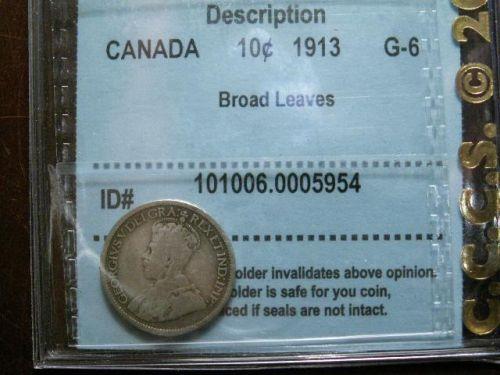 Description
CANADA 10¢ 1913 G-6
Broad Leaves
ID# 101006.0005954
GEORGIVS V DEI GRA: REX ET IND: IMP:
older invalidates above opinion.
older is safe for you coin,
ced if seals are not intact.
C.C.C.S. © 20